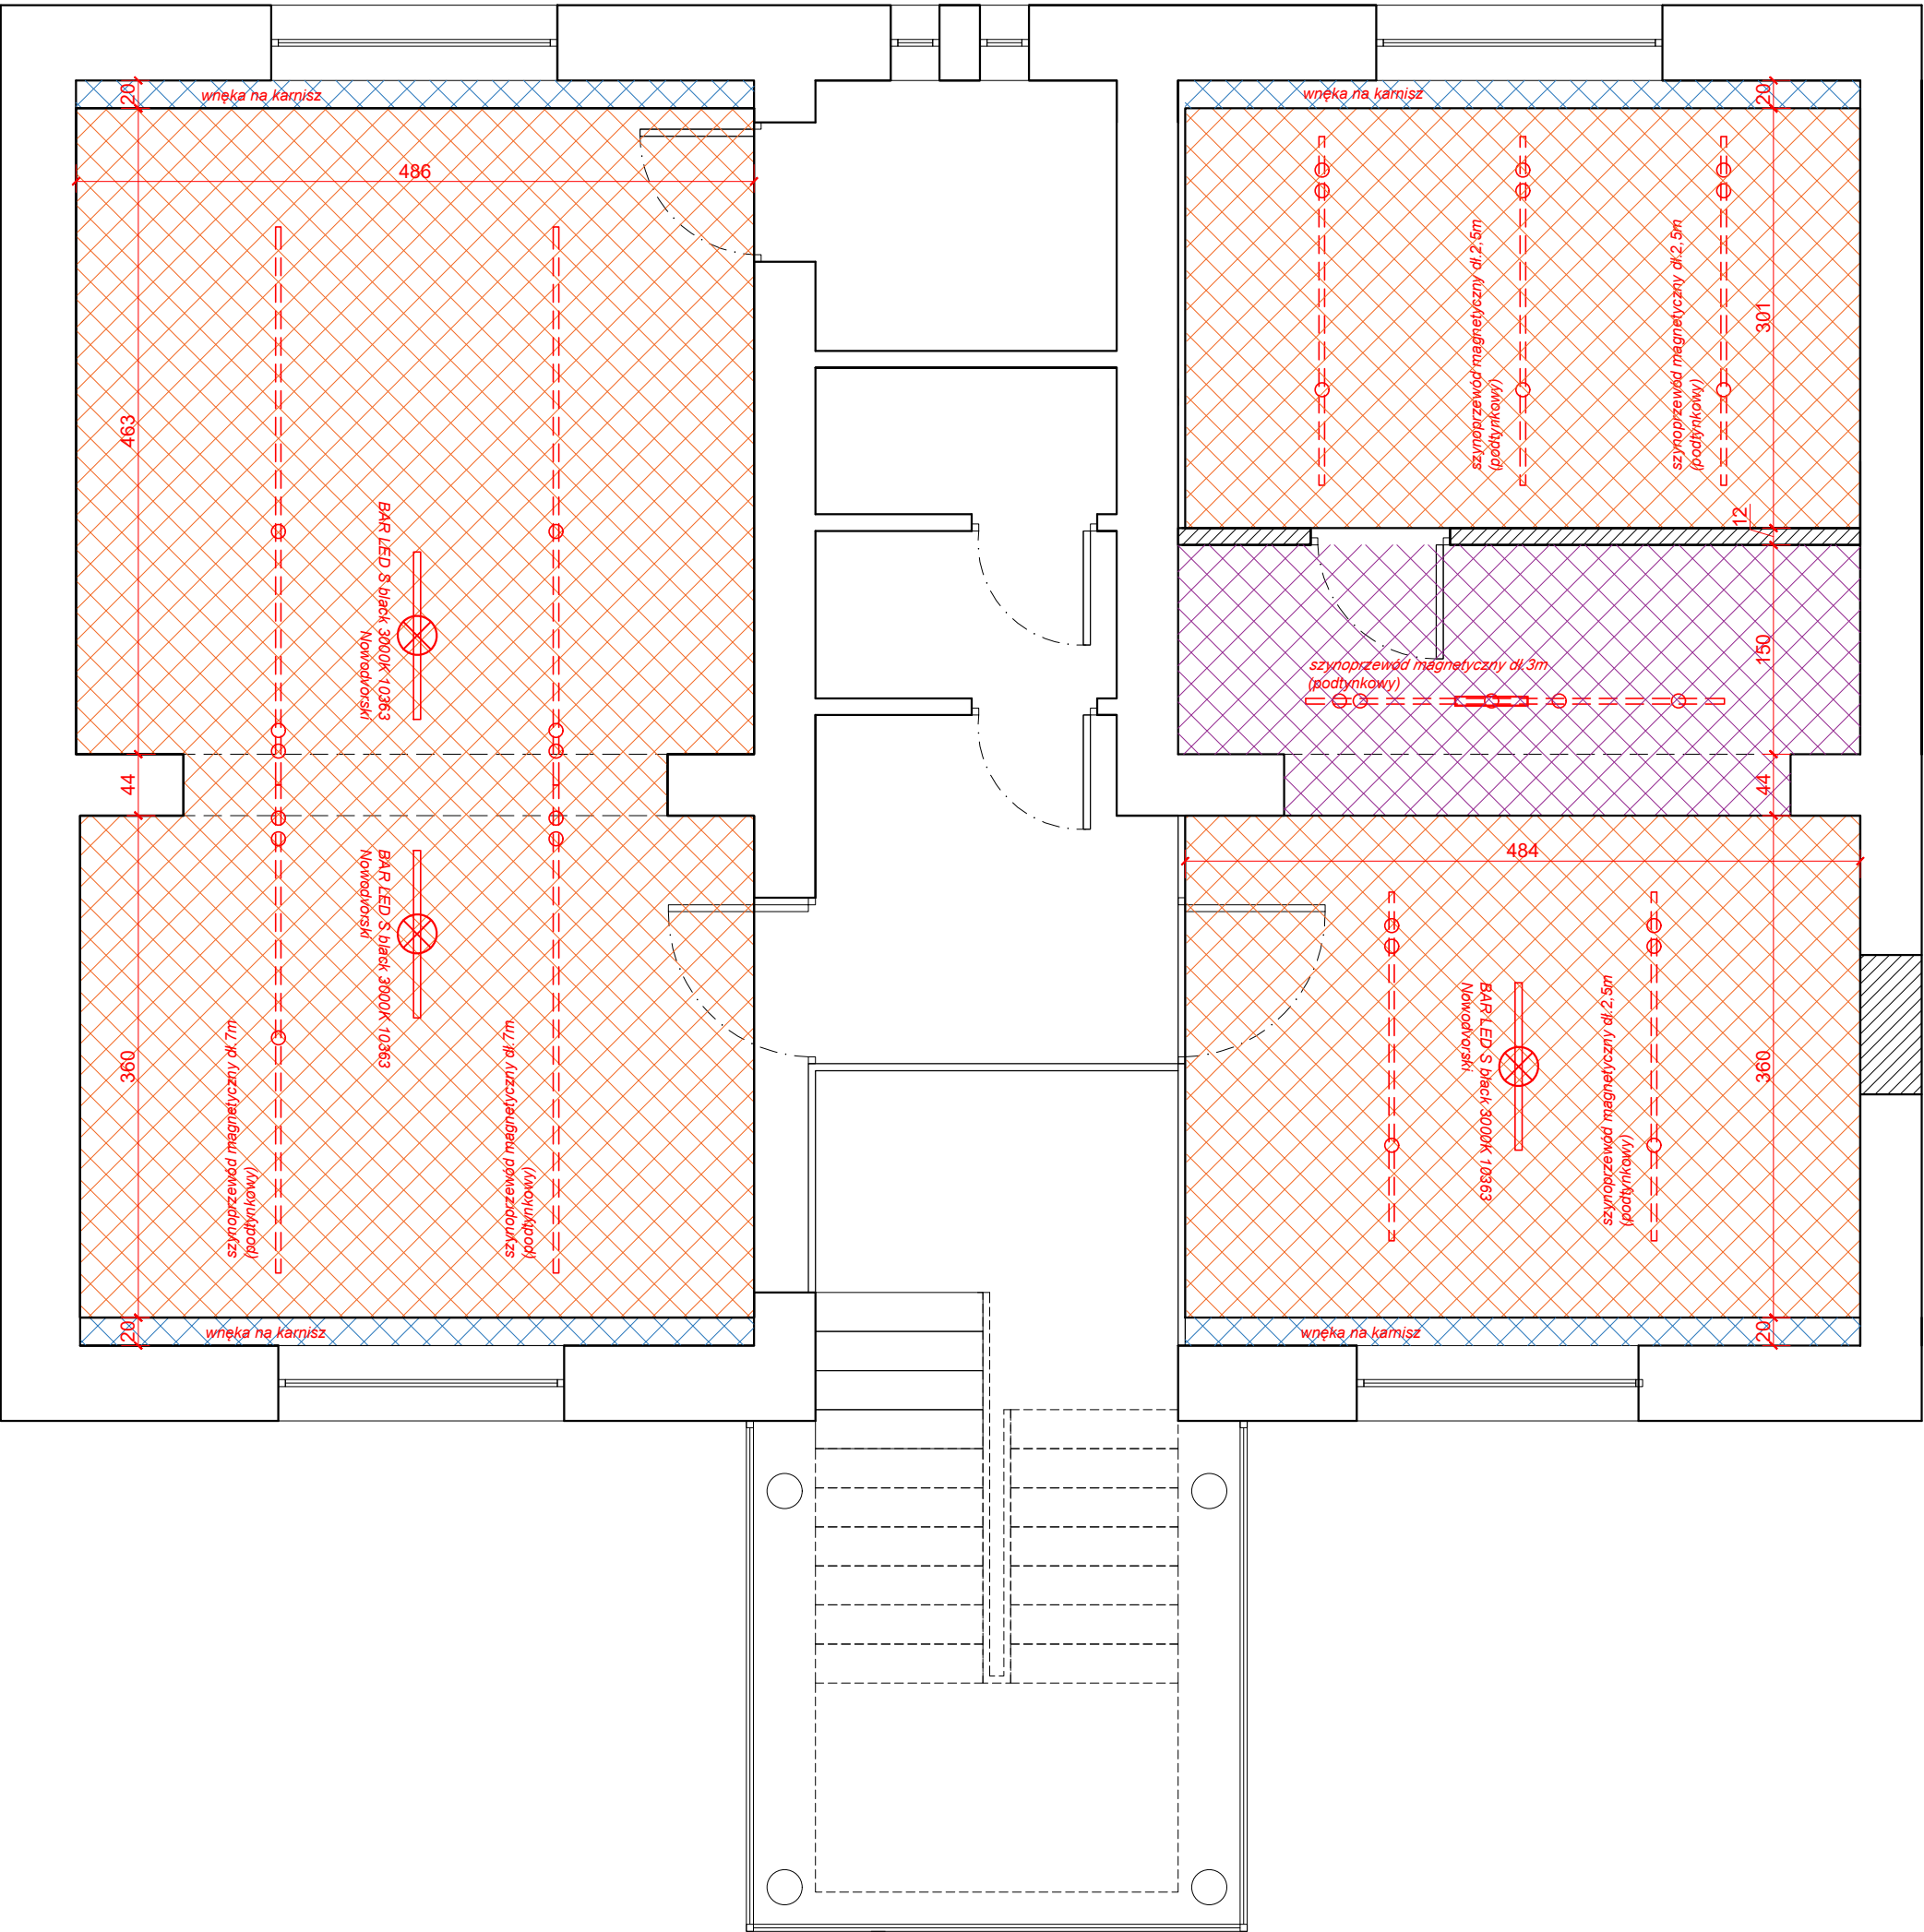 20
wnęka na karnisz
486
463
BAR LED S black 3000K 10363
Nowodvorski
44
BAR LED S black 3000K 10363
Nowodvorski
360
szynoprzewód magnetyczny dł.7m
(podtynkowy)
szynoprzewód magnetyczny dł.7m
(podtynkowy)
20
wnęka na karnisz
wnęka na karnisz
20
szynoprzewód magnetyczny dł.2,5m
(podtynkowy)
szynoprzewód magnetyczny dł.2,5m
(podtynkowy)
301
12
150
szynoprzewód magnetyczny dł.3m
(podtynkowy)
44
484
BAR LED S black 3000K 10363
Nowodvorski
szynoprzewód magnetyczny dł.2,5m
(podtynkowy)
360
wnęka na karnisz
20